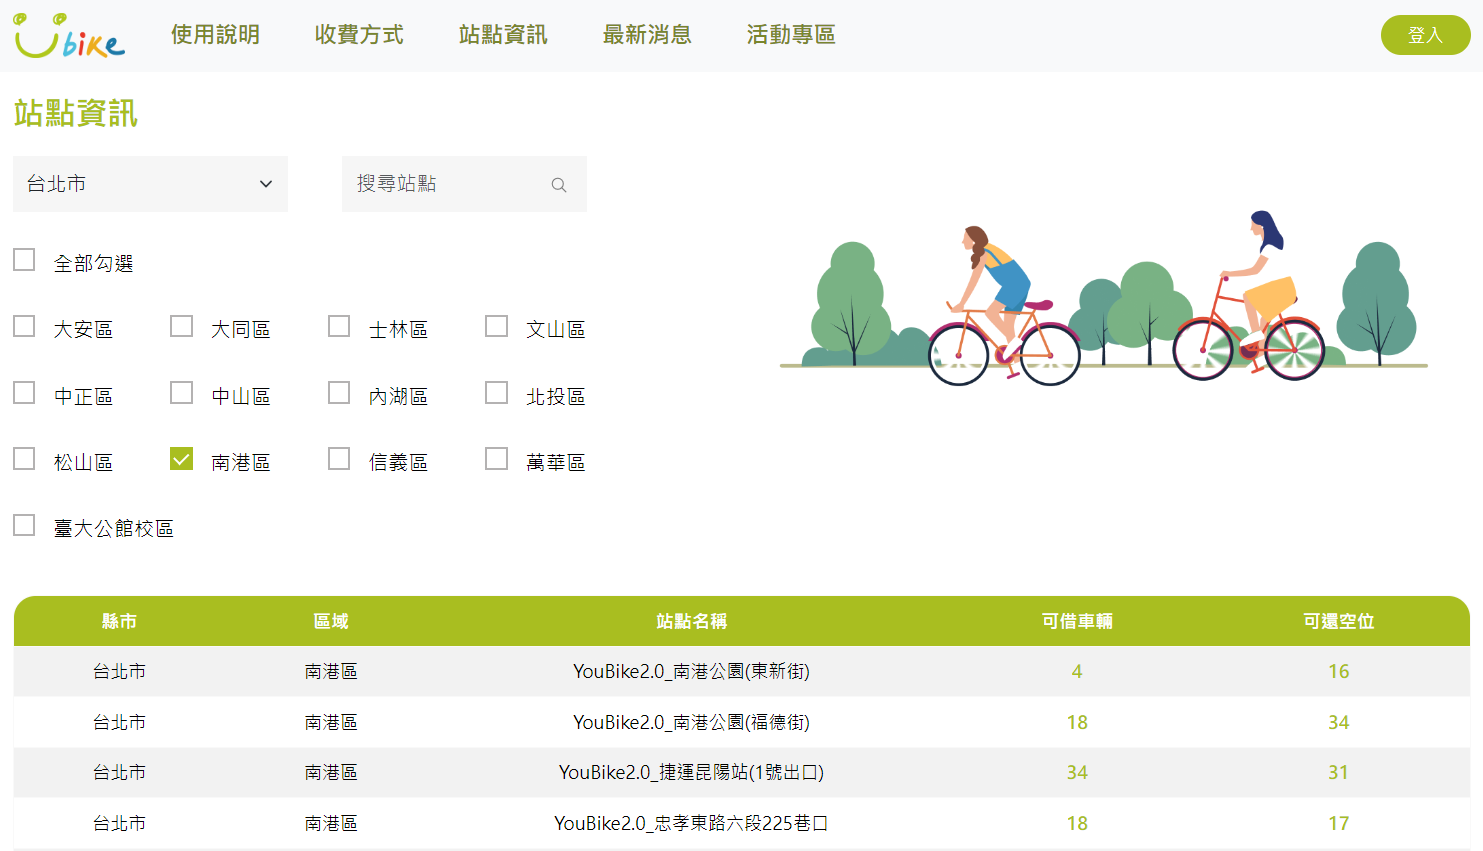 Ubike 使用說明 收費方式 站點資訊 最新消息 活動專區 登入
站點資訊
台北市 搜尋站點
全部勾選
大安區 大同區 士林區 文山區
中正區 中山區 內湖區 北投區
松山區 南港區 信義區 萬華區
臺大公館校區
縣市 區域 站點名稱 可借車輛 可還空位
台北市 南港區 YouBike2.0_南港公園(東新街) 4 16
台北市 南港區 YouBike2.0_南港公園(福德街) 18 34
台北市 南港區 YouBike2.0_捷運昆陽站(1號出口) 34 31
台北市 南港區 YouBike2.0_忠孝東路六段225巷口 18 17